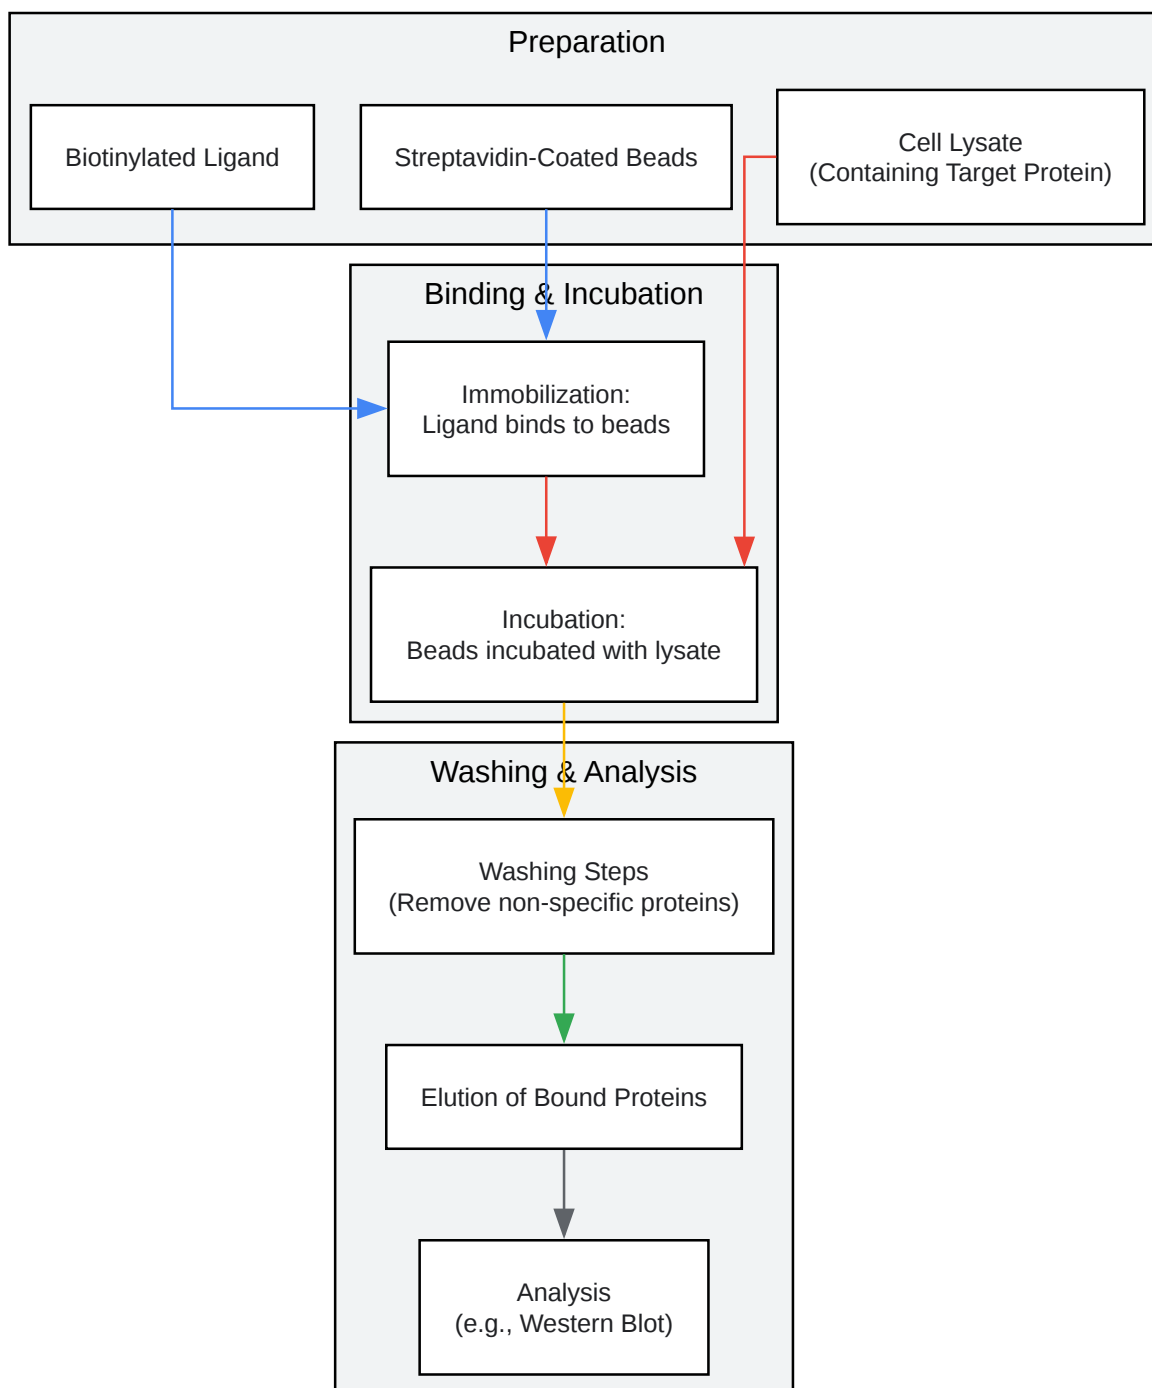 Preparation
Biotinylated Ligand
Streptavidin-Coated Beads
Cell Lysate
(Containing Target Protein)
Binding & Incubation
Immobilization:
Ligand binds to beads
Incubation:
Beads incubated with lysate
Washing & Analysis
Washing Steps
(Remove non-specific proteins)
Elution of Bound Proteins
Analysis
(e.g., Western Blot)